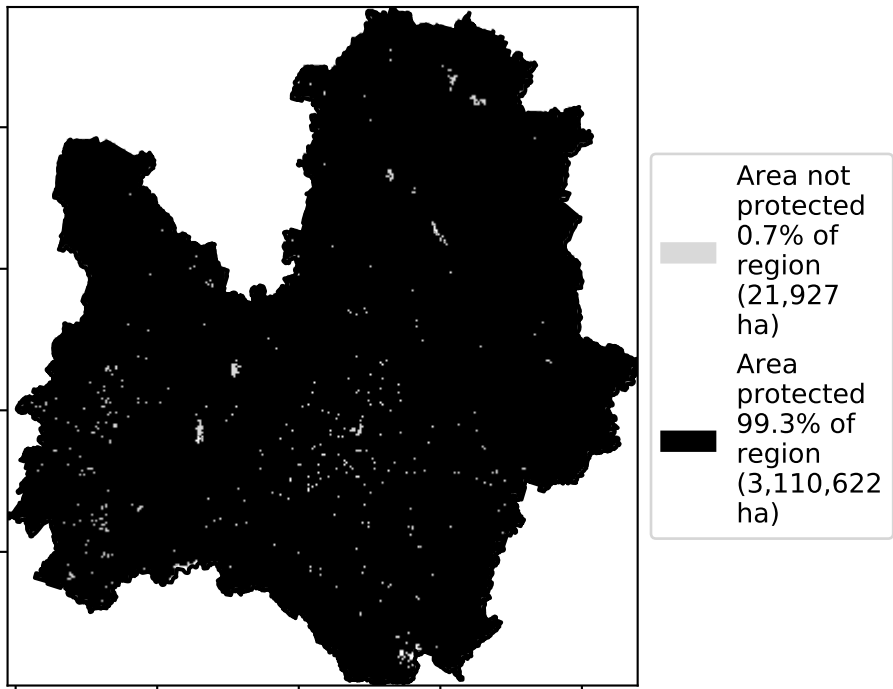 Area not
protected
0.7% of
region
(21,927
ha)
Area
protected
99.3% of
region
(3,110,622
ha)